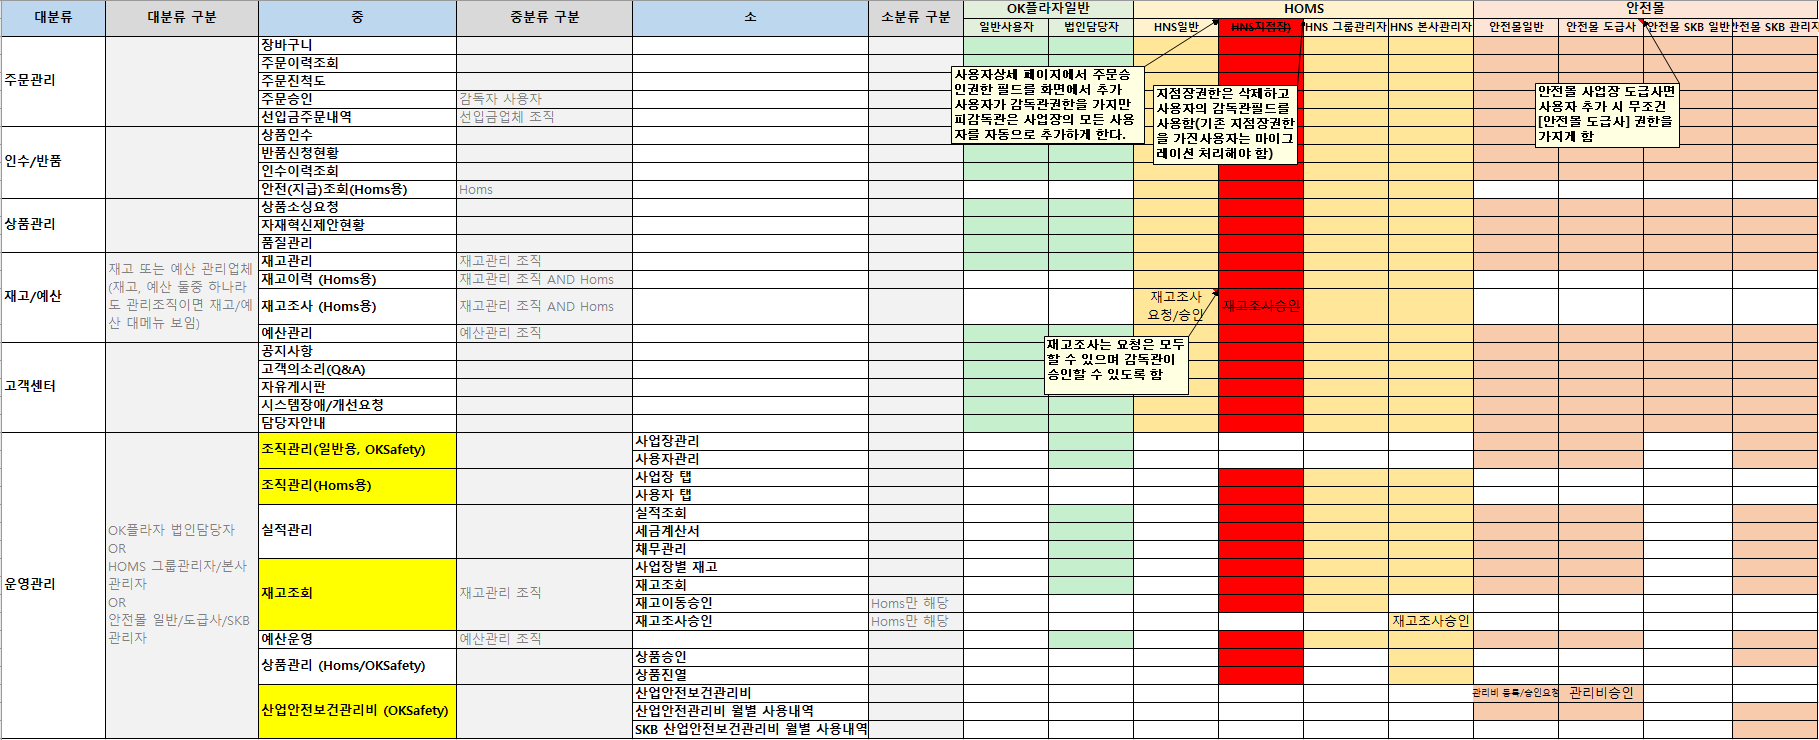 대분류 대분류 구분 중 중분류 구분 소 소분류 구분 OK플라자일반 HOMS 안전몰
일반사용자 법인담당자 HNS일반 HNS지점장) HNS 그룹관리자 HNS 본사관리자 안전몰일반 안전몰 도급사 안전몰 SKB 일반 안전몰 SKB 관리자
주문관리
장바구니
주문이력조회
주문진척도
주문승인 감독자 사용자
선입금주문내역 선입금업체 조직
사용자상세 페이지에서 주문승
인권한 필드를 화면에서 추가
사용자가 감독관권한을 가지만
피감독관은 사업장의 모든 사용
자를 자동으로 추가하게 한다.
지점장권한은 삭제하고
사용자의 감독관필드를
사용함(기존 지점장권한
을 가진사용자는 마이그
레이션 처리해야 함)
안전몰 사업장 도급사면
사용자 추가 시 무조건
[안전몰 도급사] 권한을
가지게 함
인수/반품
상품인수
반품신청현황
인수이력조회
안전(지급)조회(Homs용) Homs
상품관리
상품소싱요청
자재혁신제안현황
품질관리
재고/예산
재고 또는 예산 관리업체
(재고, 예산 둘중 하나라
도 관리조직이면 재고/예
산 대메뉴 보임)
재고관리 재고관리 조직
재고이력 (Homs용) 재고관리 조직 AND Homs
재고조사 (Homs용) 재고관리 조직 AND Homs
재고조사
요청/승인
재고조사승인
예산관리 예산관리 조직
재고조사는 요청은 모두
할 수 있으며 감독관이
승인할 수 있도록 함
고객센터
공지사항
고객의소리(Q&A)
자유게시판
시스템장애/개선요청
담당자안내
운영관리
OK플라자 법인담당자
OR
HOMS 그룹관리자/본사
관리자
OR
안전몰 일반/도급사/SKB
관리자
조직관리(일반용, OKSafety)
사업장관리
사용자관리
조직관리(Homs용)
사업장 탭
사용자 탭
실적관리
실적조회
세금계산서
채무관리
재고조회 재고관리 조직
사업장별 재고
재고조회
재고이동승인 Homs만 해당
재고조사승인 Homs만 해당 재고조사승인
예산운영 예산관리 조직
상품관리 (Homs/OKSafety)
상품승인
상품진열
산업안전보건관리비 (OKSafety)
산업안전보건관리비 관리비 등록/승인요청 관리비승인
산업안전관리비 월별 사용내역
SKB 산업안전보건관리비 월별 사용내역